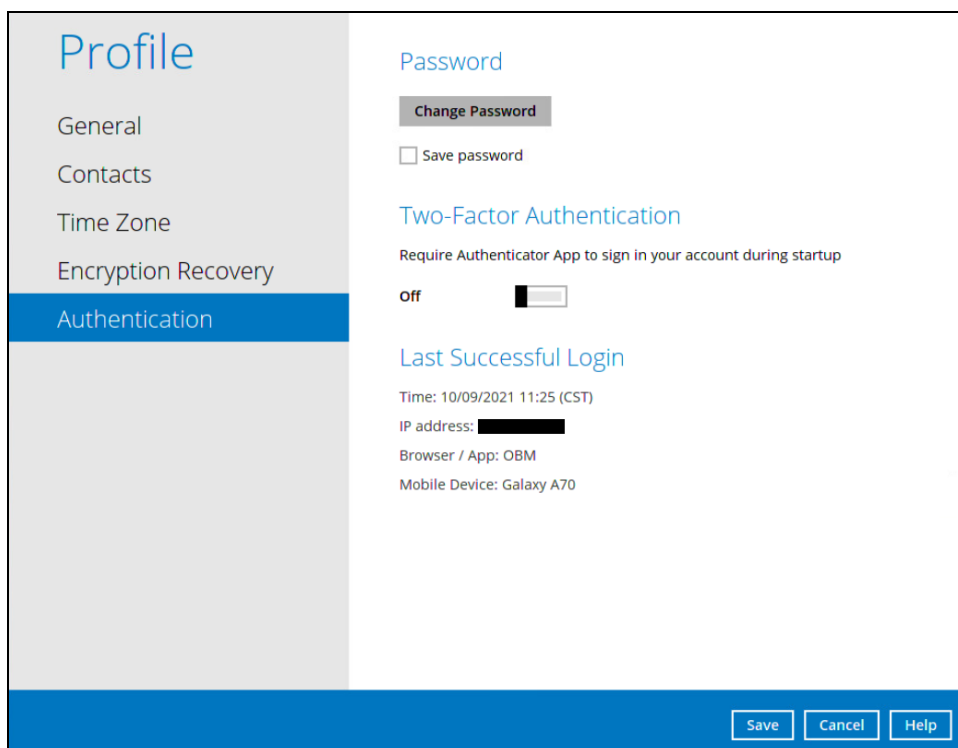 Profile
General
Contacts
Time Zone
Encryption Recovery
Authentication
Password
Change Password
Save password
Two-Factor Authentication
Require Authenticator App to sign in your account during startup
Off
Last Successful Login
Time: 10/09/2021 11:25 (CST)
IP address:
Browser / App: OBM
Mobile Device: Galaxy A70
Save Cancel Help